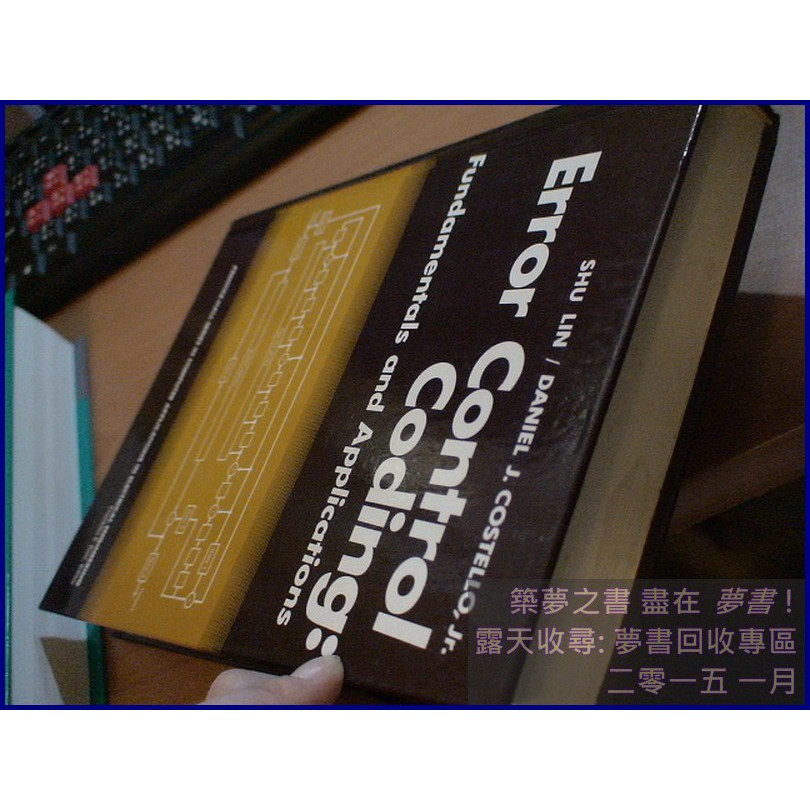 SHU LIN / DANIEL J. COSTELLO, Jr.
Error Control
Coding:
Fundamentals and Applications
築夢之書 盡在 夢書 !
露天收尋: 夢書回收專區
二零一五 一月